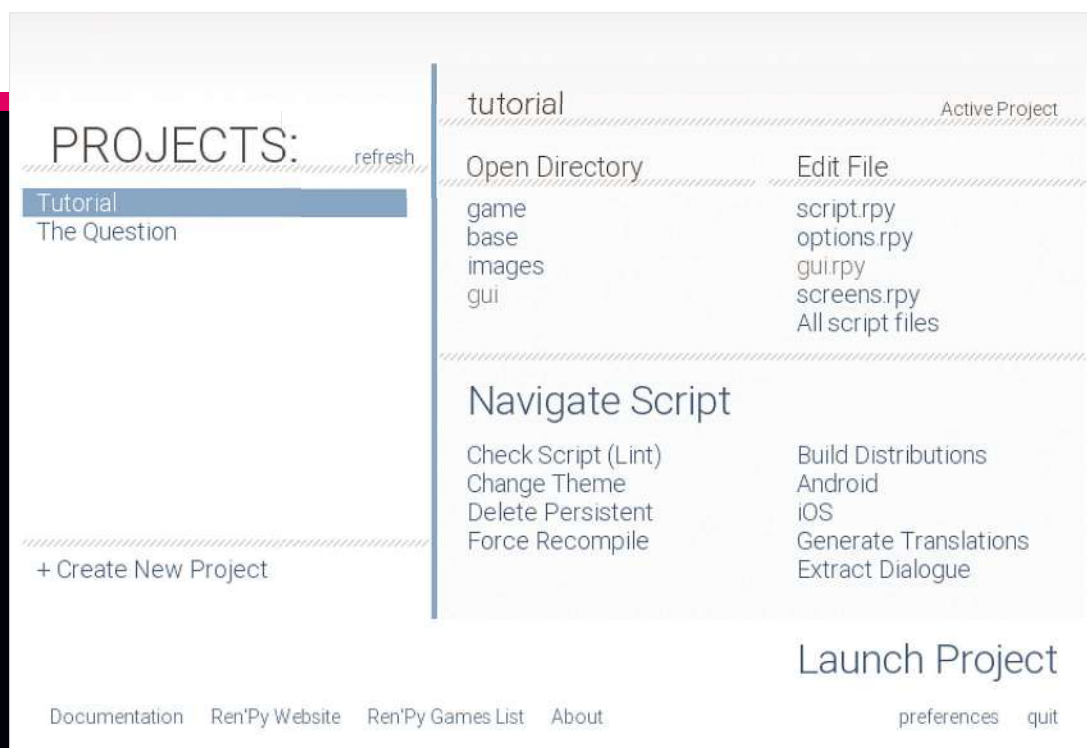 PROJECTS:
refresh
Tutorial
The Question
+ Create New Project
tutorial
Active Project
Open Directory
game
base
images
gui
Edit File
script.rpy
options.rpy
gui.rpy
screens.rpy
All script files
Navigate Script
Check Script (Lint)
Change Theme
Delete Persistent
Force Recompile
Build Distributions
Android
iOS
Generate Translations
Extract Dialogue
Launch Project
Documentation
Ren'Py Website
Ren'Py Games List
About
preferences
quit